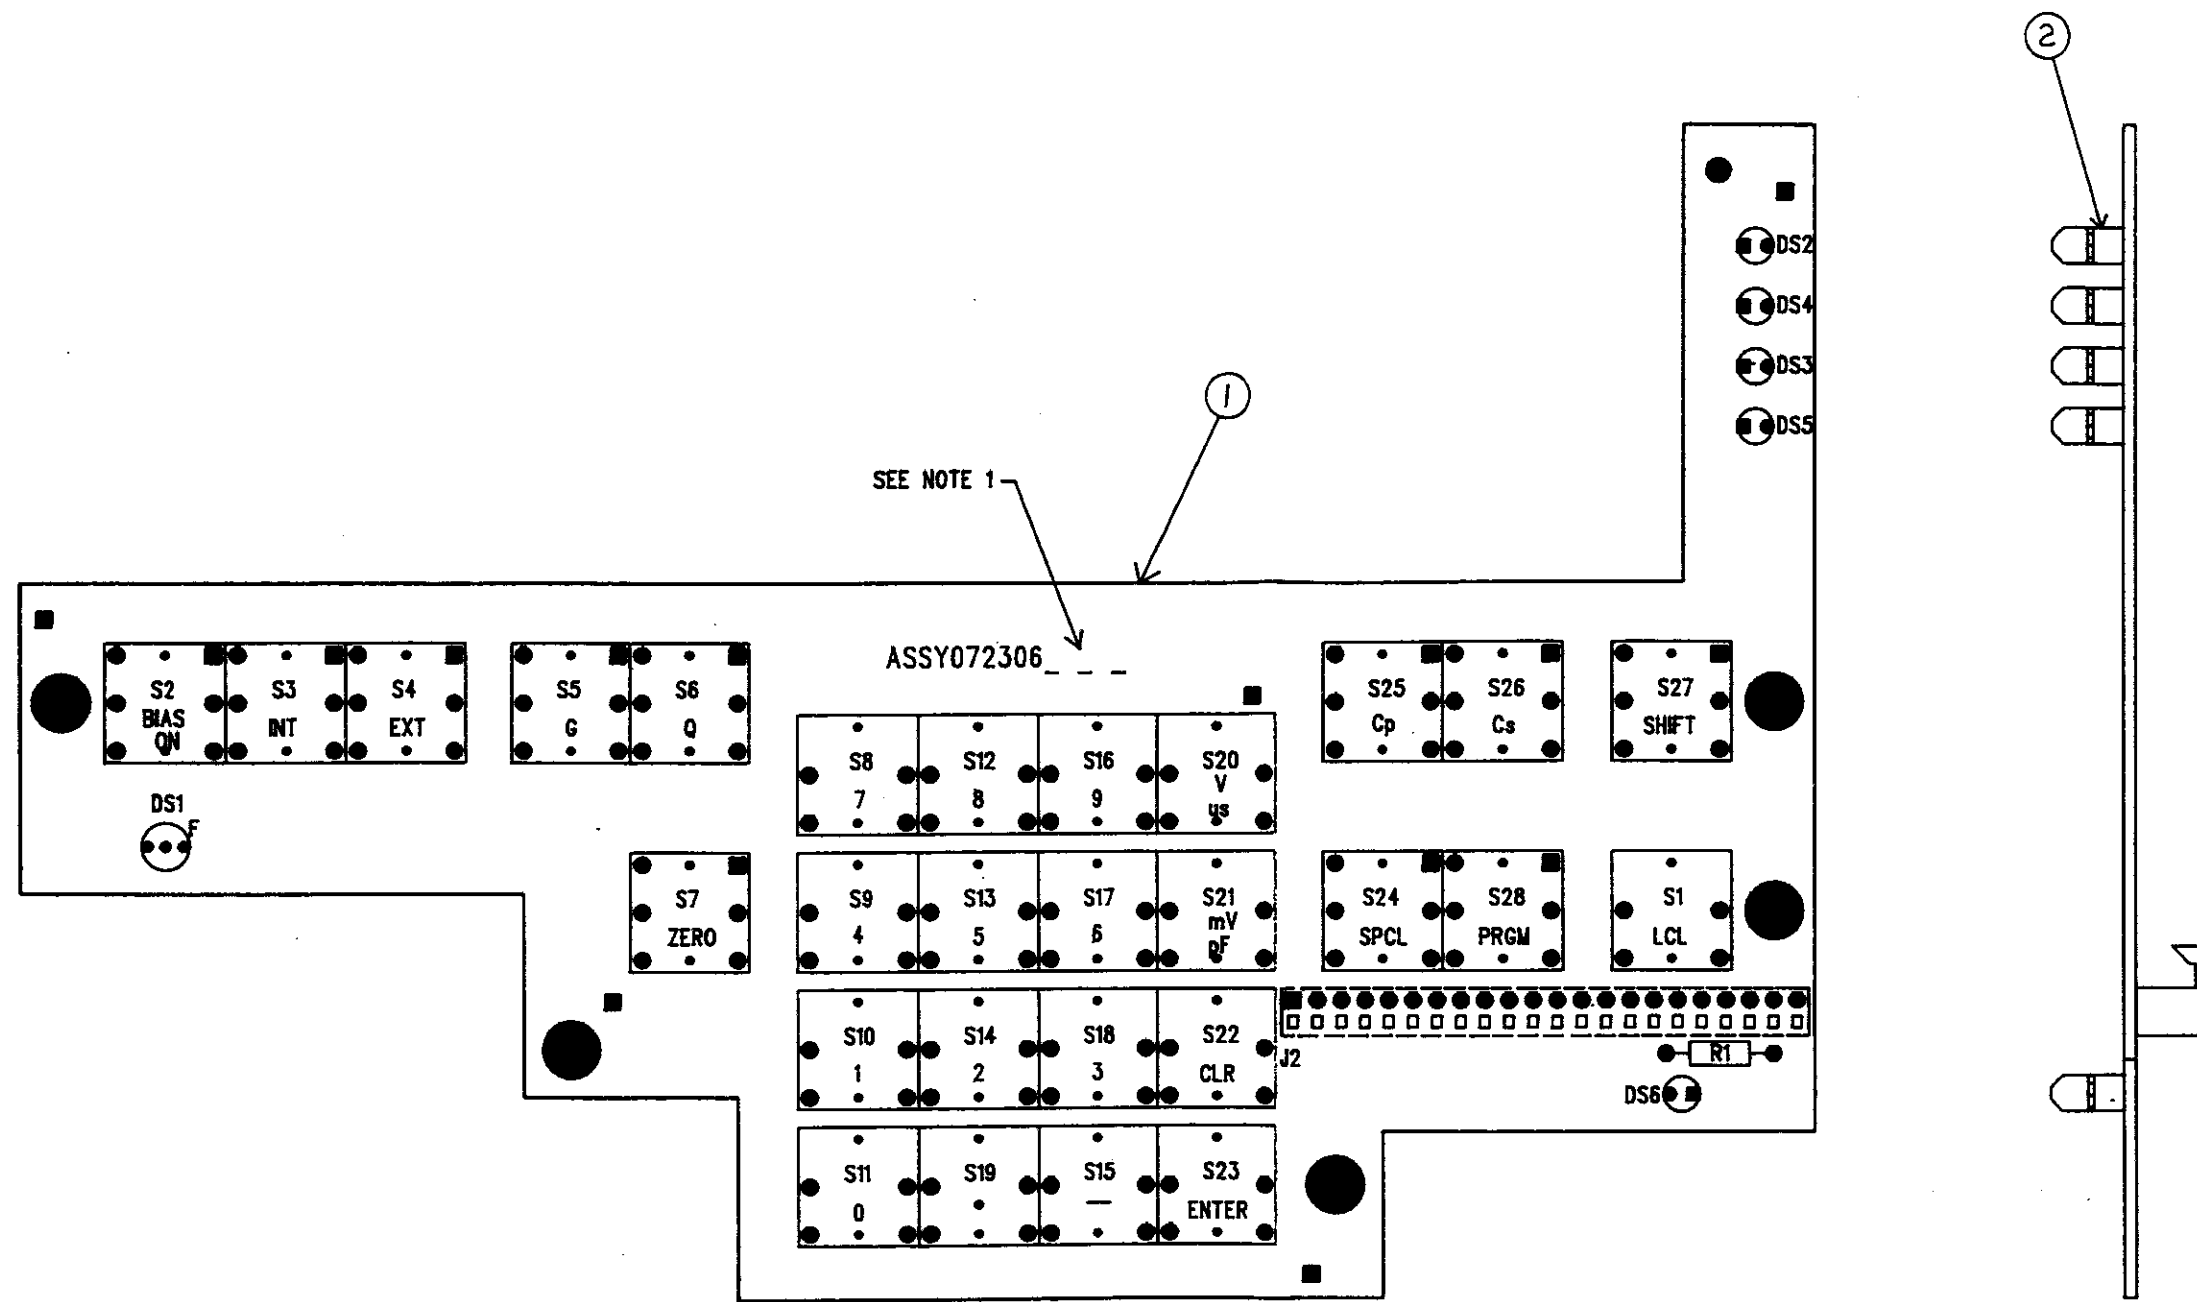 2
DS2
DS4
DS3
DS5
1
SEE NOTE 1
ASSY072306_ _ _
S2 S3 S4 S5 S6 S25 S26 S27
BIAS ON INT EXT G Q Cp Cs SHIFT
S8 S12 S16 S20
7 8 9 V us
DS1
F
S7 S9 S13 S17 S21 S24 S28 S1
ZERO 4 5 6 mV pF SPCL PRGM LCL
S10 S14 S18 S22
1 2 3 CLR
J2
R1
DS6
S11 S19 S15 S23
0 • — ENTER